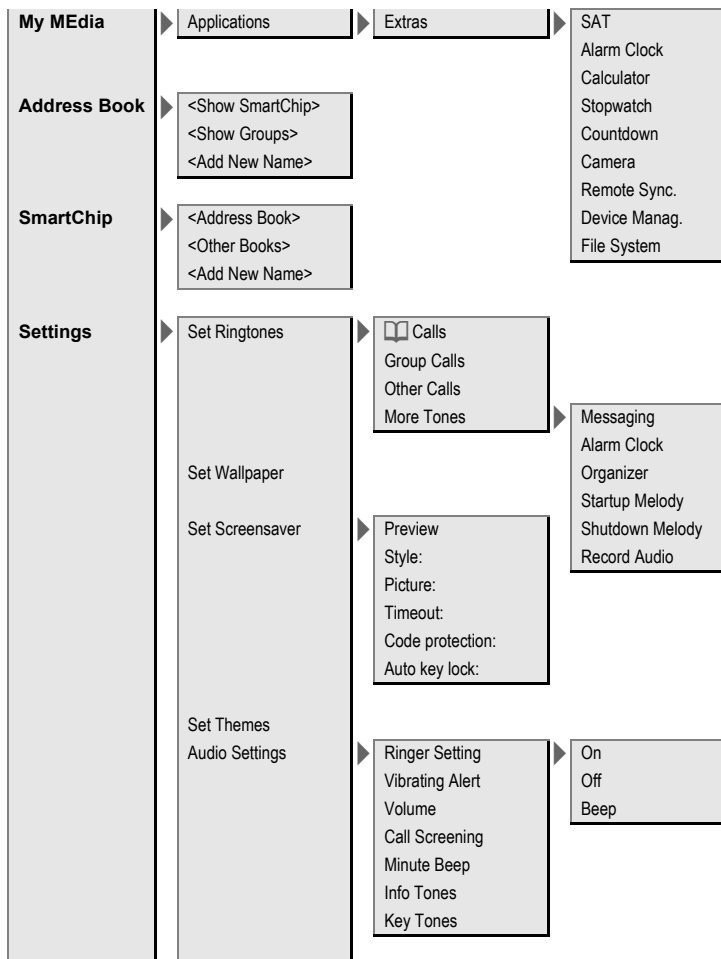 My MEdia
Applications
Extras
SAT
Alarm Clock
Calculator
Stopwatch
Countdown
Camera
Remote Sync.
Device Manag.
File System
Address Book
<Show SmartChip>
<Show Groups>
<Add New Name>
SmartChip
<Address Book>
<Other Books>
<Add New Name>
Settings
Set Ringtones
Calls
Group Calls
Other Calls
More Tones
Messaging
Alarm Clock
Organizer
Startup Melody
Shutdown Melody
Record Audio
Set Wallpaper
Set Screensaver
Preview
Style:
Picture:
Timeout:
Code protection:
Auto key lock:
Set Themes
Audio Settings
Ringer Setting
Vibrating Alert
Volume
Call Screening
Minute Beep
Info Tones
Key Tones
On
Off
Beep